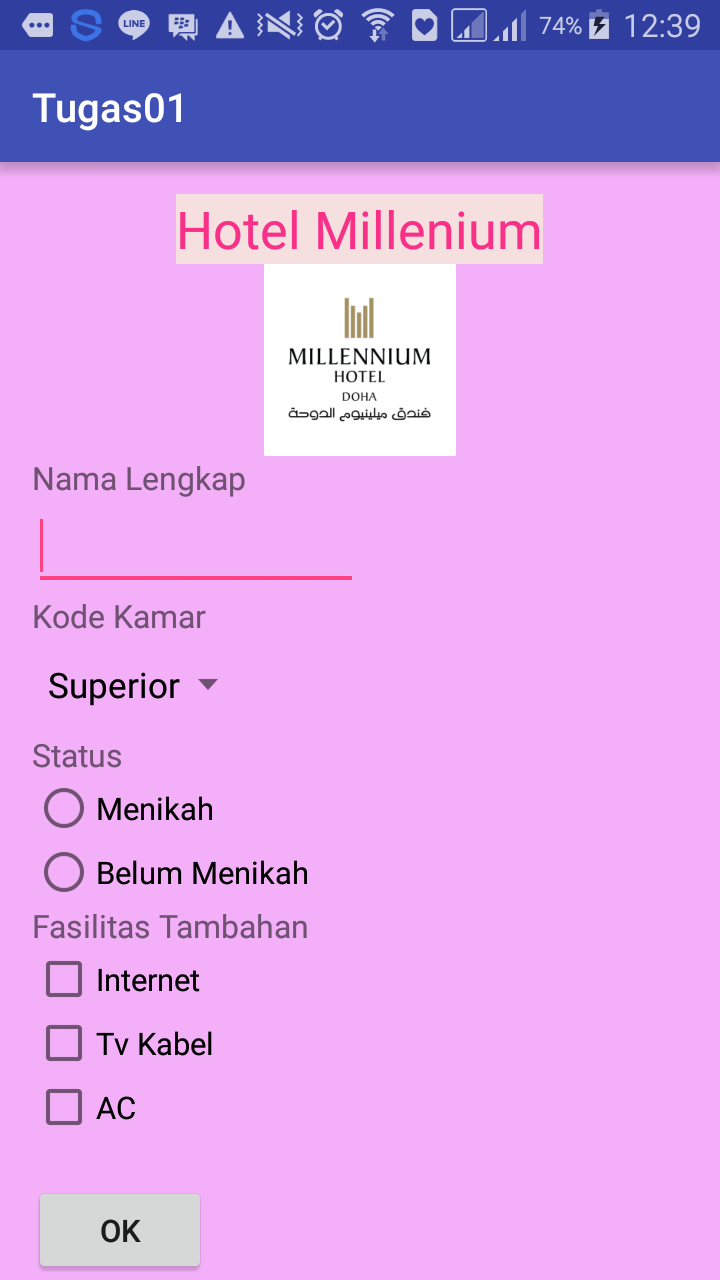 LINE
74% 12:39
Tugas01
Hotel Millenium
MILLENNIUM
HOTEL
DOHA
فندق ميلينيوم الدوحة
Nama Lengkap
Kode Kamar
Superior
Status
Menikah
Belum Menikah
Fasilitas Tambahan
Internet
Tv Kabel
AC
OK